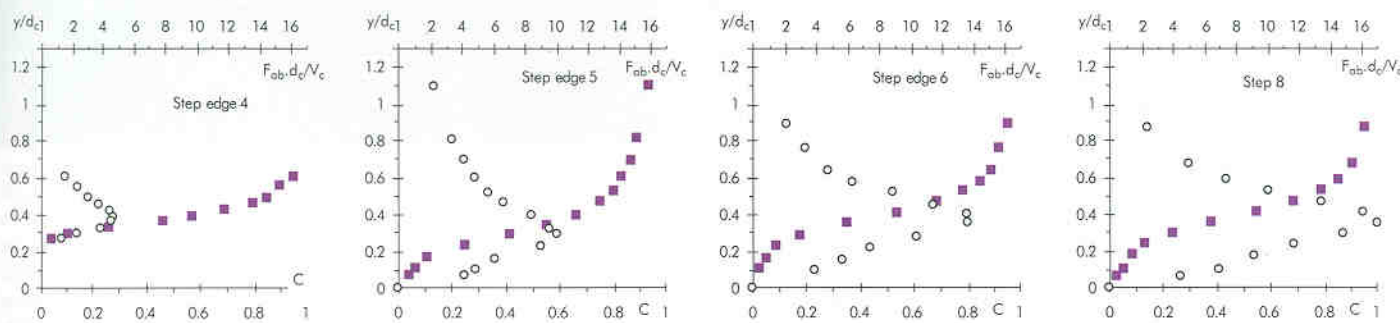 y/dc1 2 4 6 8 10 12 14 16
Fab.dc/Vc
1.2
Step edge 4
1
0.8
0.6
0.4
0.2
C
0
0 0.2 0.4 0.6 0.8 1
y/dc1 2 4 6 8 10 12 14 16
Fab.dc/Vc
1.2
Step edge 5
1
0.8
0.6
0.4
0.2
0
0 0.2 0.4 0.6 0.8 C 1
y/dc1 2 4 6 8 10 12 14 16
Fab.dc/Vc
1.2
Step edge 6
1
0.8
0.6
0.4
0.2
0
0 0.2 0.4 0.6 0.8 C 1
y/dc1 2 4 6 8 10 12 14 16
Fab.dc/Vc
1.2
Step 8
1
0.8
0.6
0.4
0.2
0
0 0.2 0.4 0.6 0.8 C 1